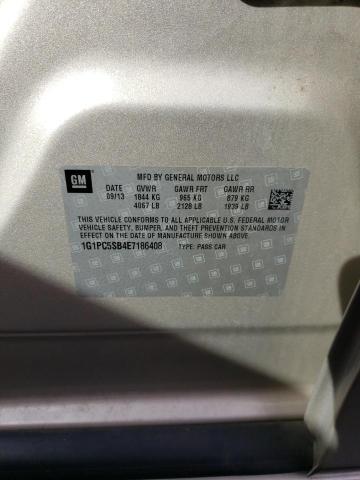 GM
MFD BY GENERAL MOTORS LLC
DATE GVWR GAWR FRT GAWR RR
09/13 1844 KG 965 KG 879 KG
4067 LB 2128 LB 1939 LB
THIS VEHICLE CONFORMS TO ALL APPLICABLE U.S. FEDERAL MOTOR
VEHICLE SAFETY, BUMPER, AND THEFT PREVENTION STANDARDS IN
EFFECT ON THE DATE OF MANUFACTURE SHOWN ABOVE.
1G1PC5SB4E7186408 TYPE: PASS CAR